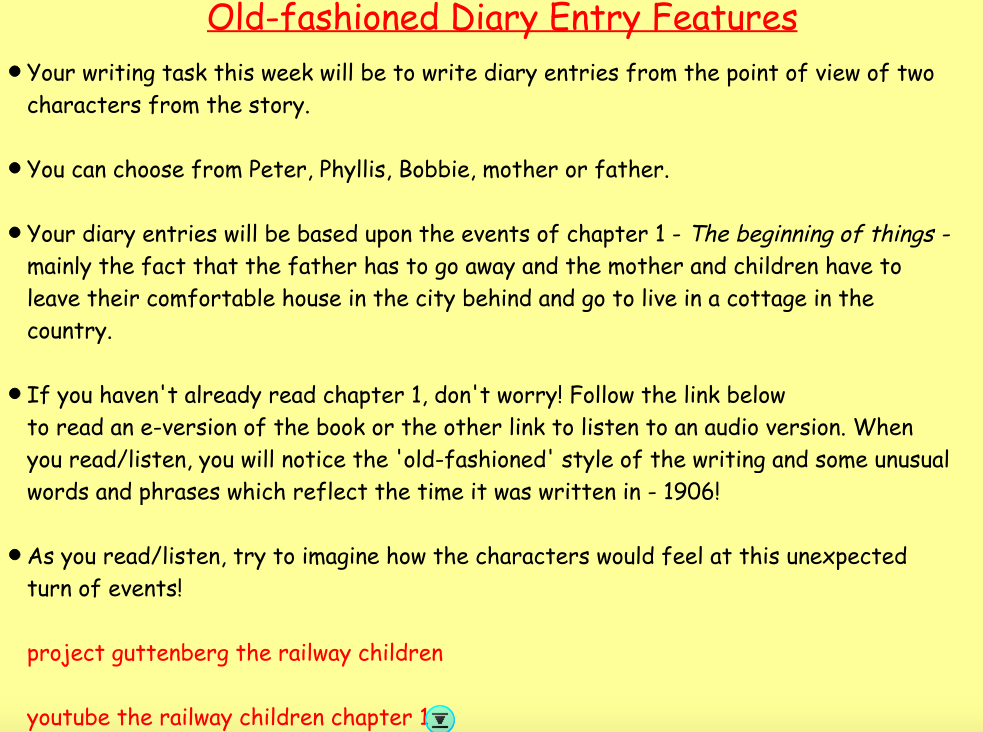 Old-fashioned Diary Entry Features
• Your writing task this week will be to write diary entries from the point of view of two
characters from the story.
• You can choose from Peter, Phyllis, Bobbie, mother or father.
• Your diary entries will be based upon the events of chapter 1 - The beginning of things -
mainly the fact that the father has to go away and the mother and children have to
leave their comfortable house in the city behind and go to live in a cottage in the
country.
• If you haven't already read chapter 1, don't worry! Follow the link below
to read an e-version of the book or the other link to listen to an audio version. When
you read/listen, you will notice the 'old-fashioned' style of the writing and some unusual
words and phrases which reflect the time it was written in - 1906!
• As you read/listen, try to imagine how the characters would feel at this unexpected
turn of events!
project guttenberg the railway children
youtube the railway children chapter 1